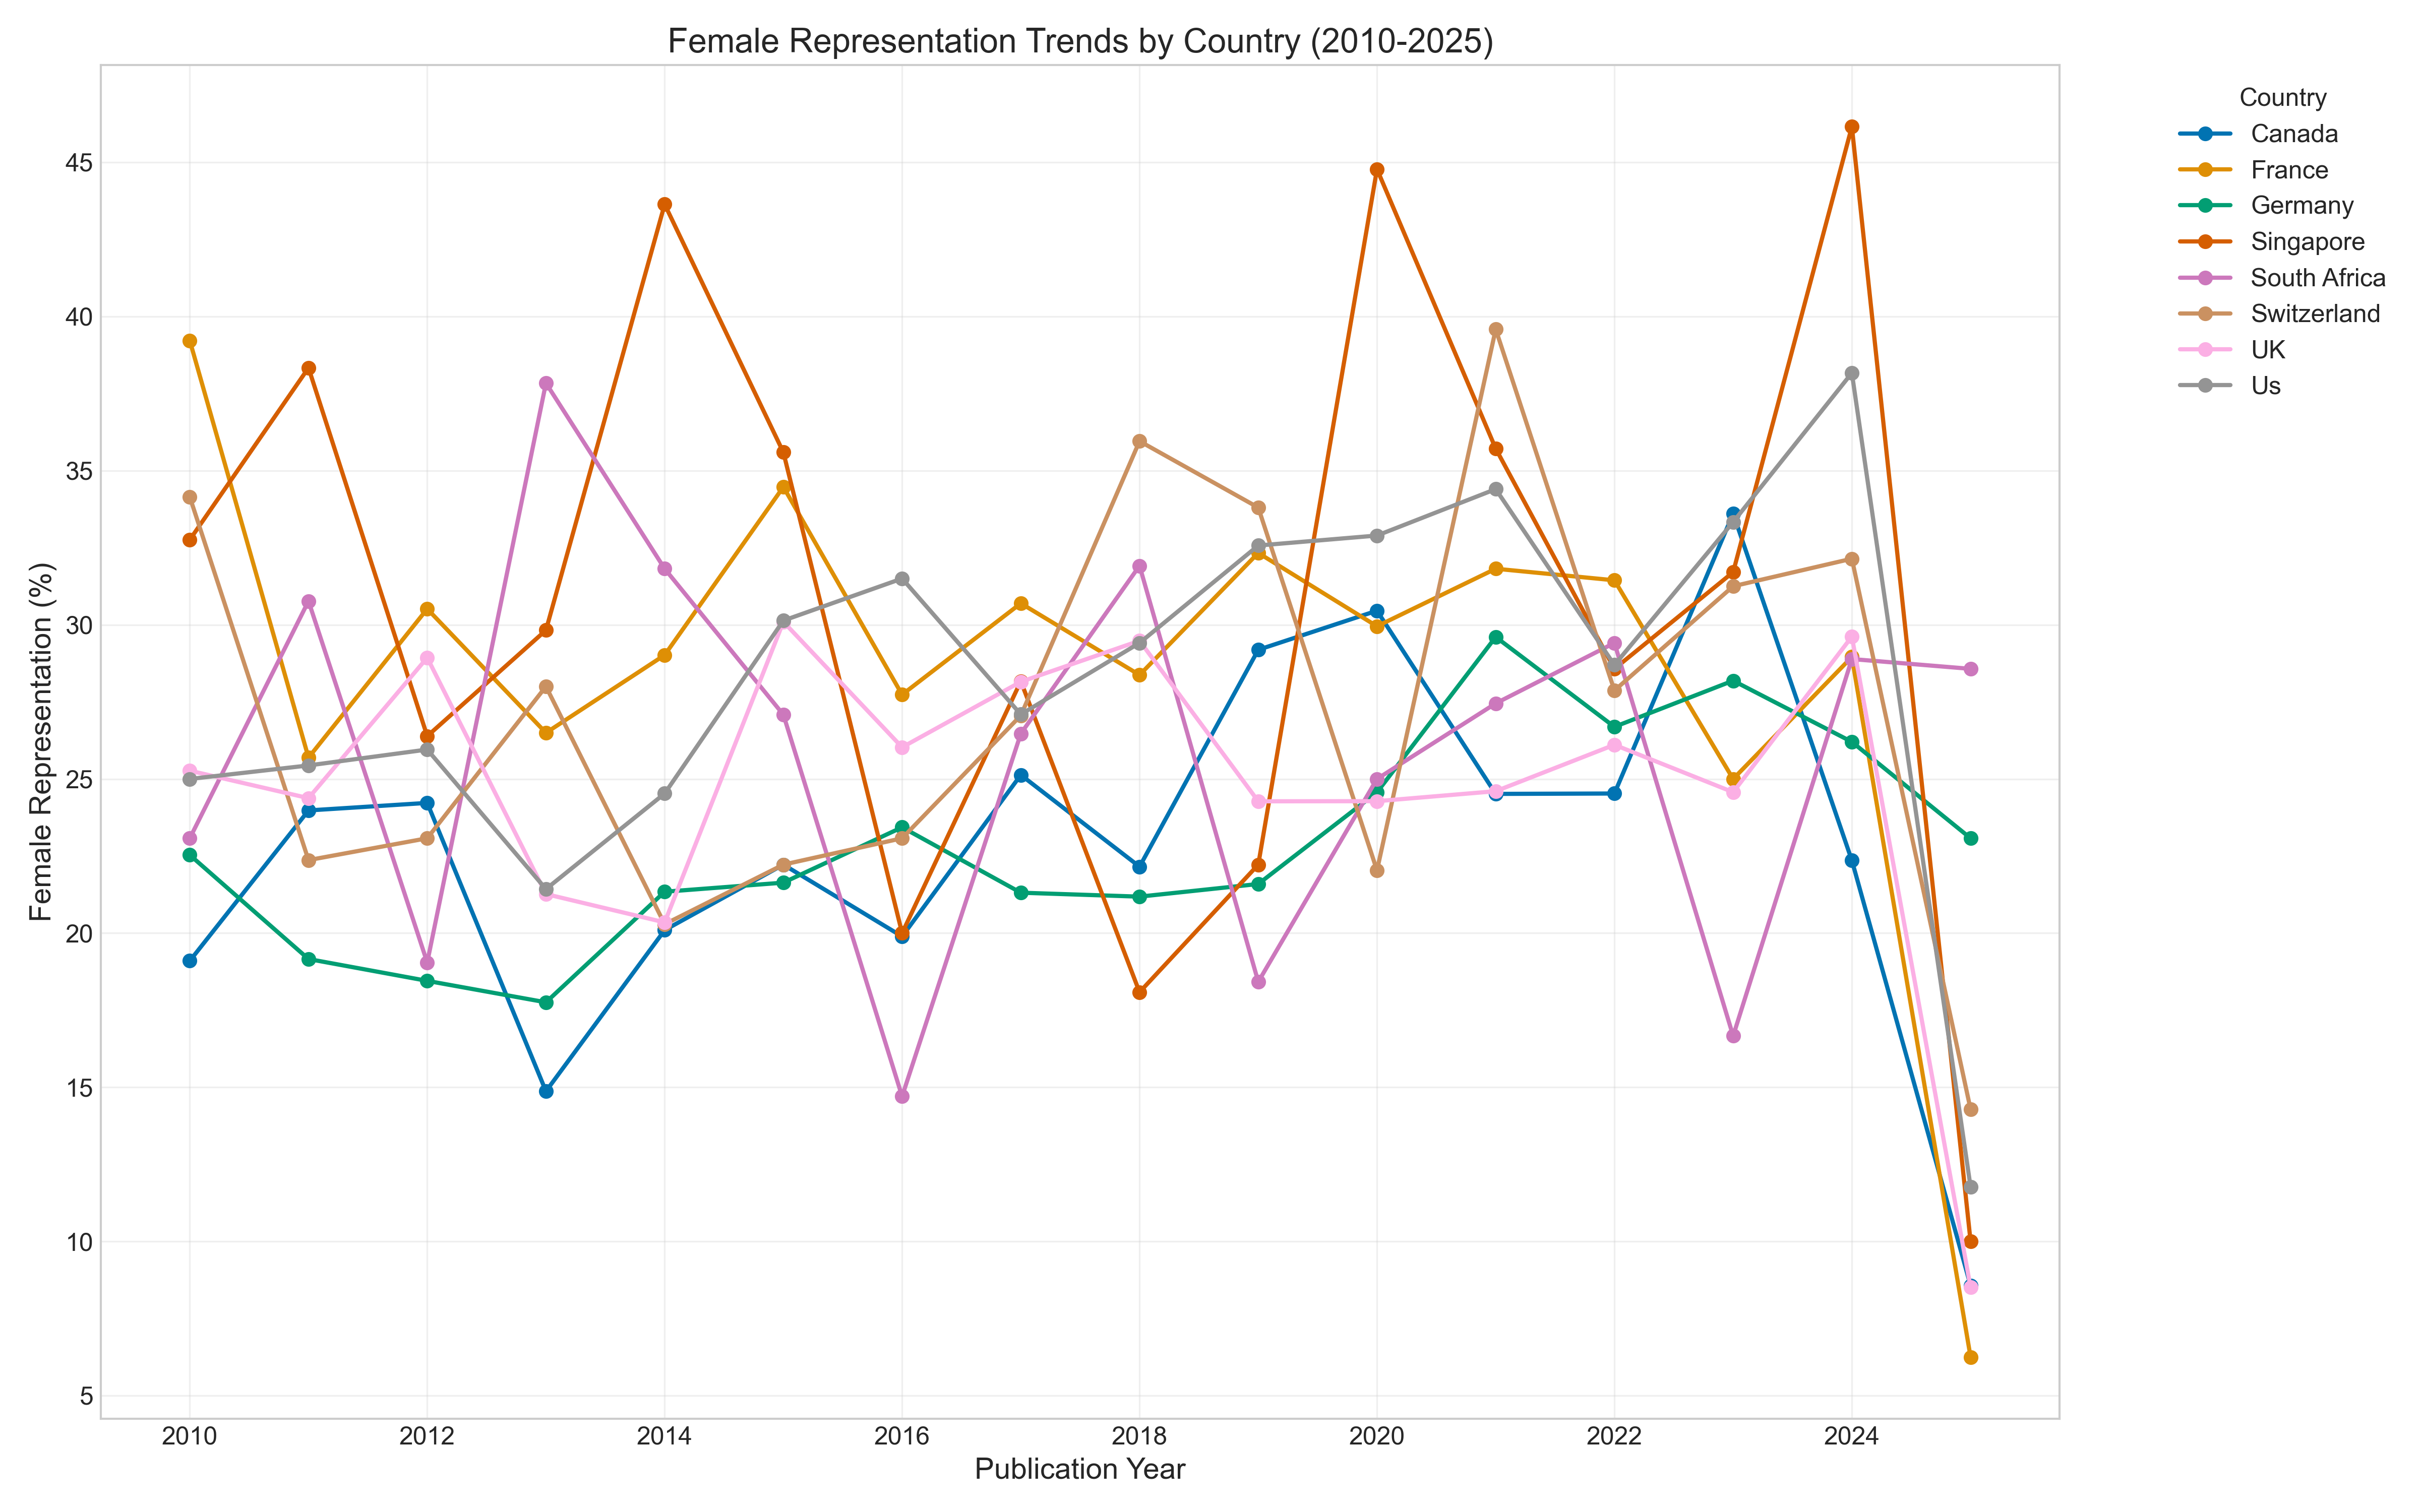 Female Representation Trends by Country (2010-2025)
Female Representation (%)
45
40
35
30
25
20
15
10
5
2010 2012 2014 2016 2018 2020 2022 2024
Publication Year
Country
Canada
France
Germany
Singapore
South Africa
Switzerland
UK
Us